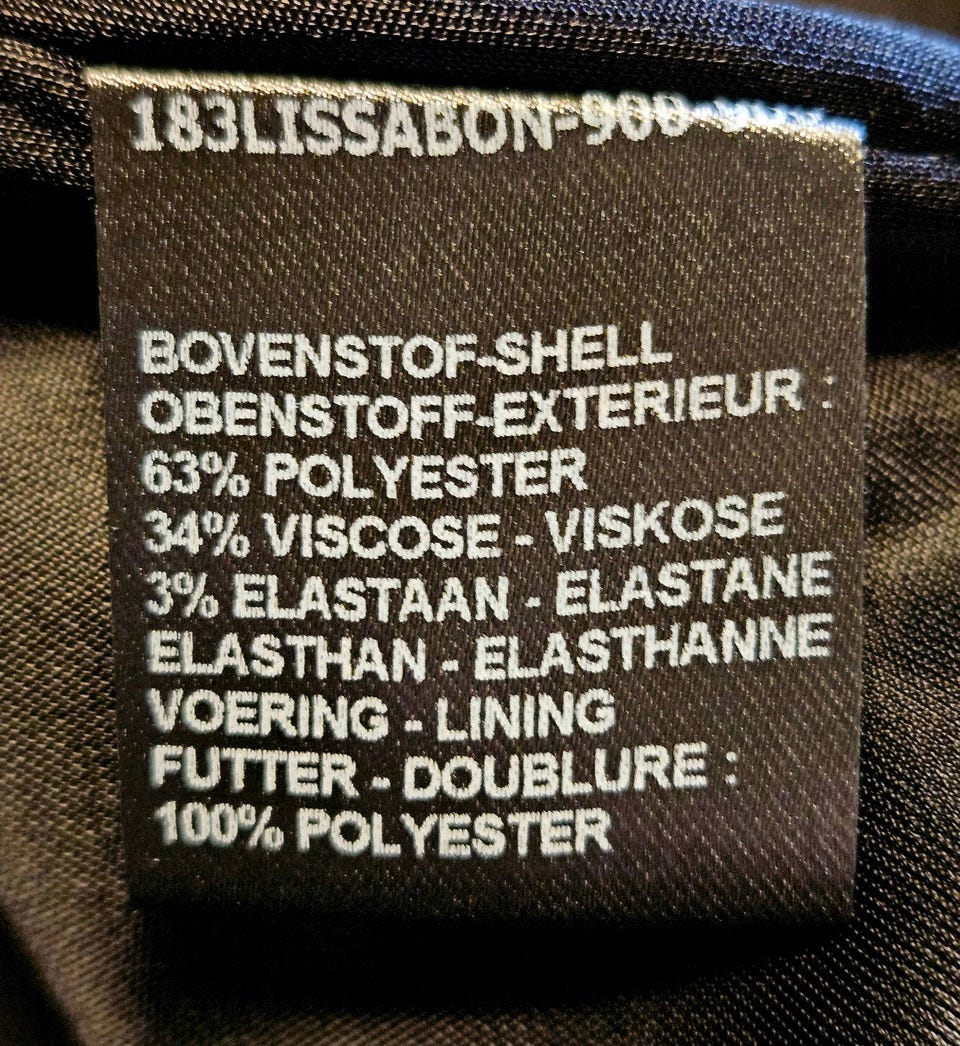 183LISSABON-900
BOVENSTOF-SHELL
OBENSTOFF-EXTERIEUR :
63% POLYESTER
34% VISCOSE - VISKOSE
3% ELASTAAN - ELASTANE
ELASTHAN - ELASTHANNE
VOERING - LINING
FUTTER - DOUBLURE :
100% POLYESTER